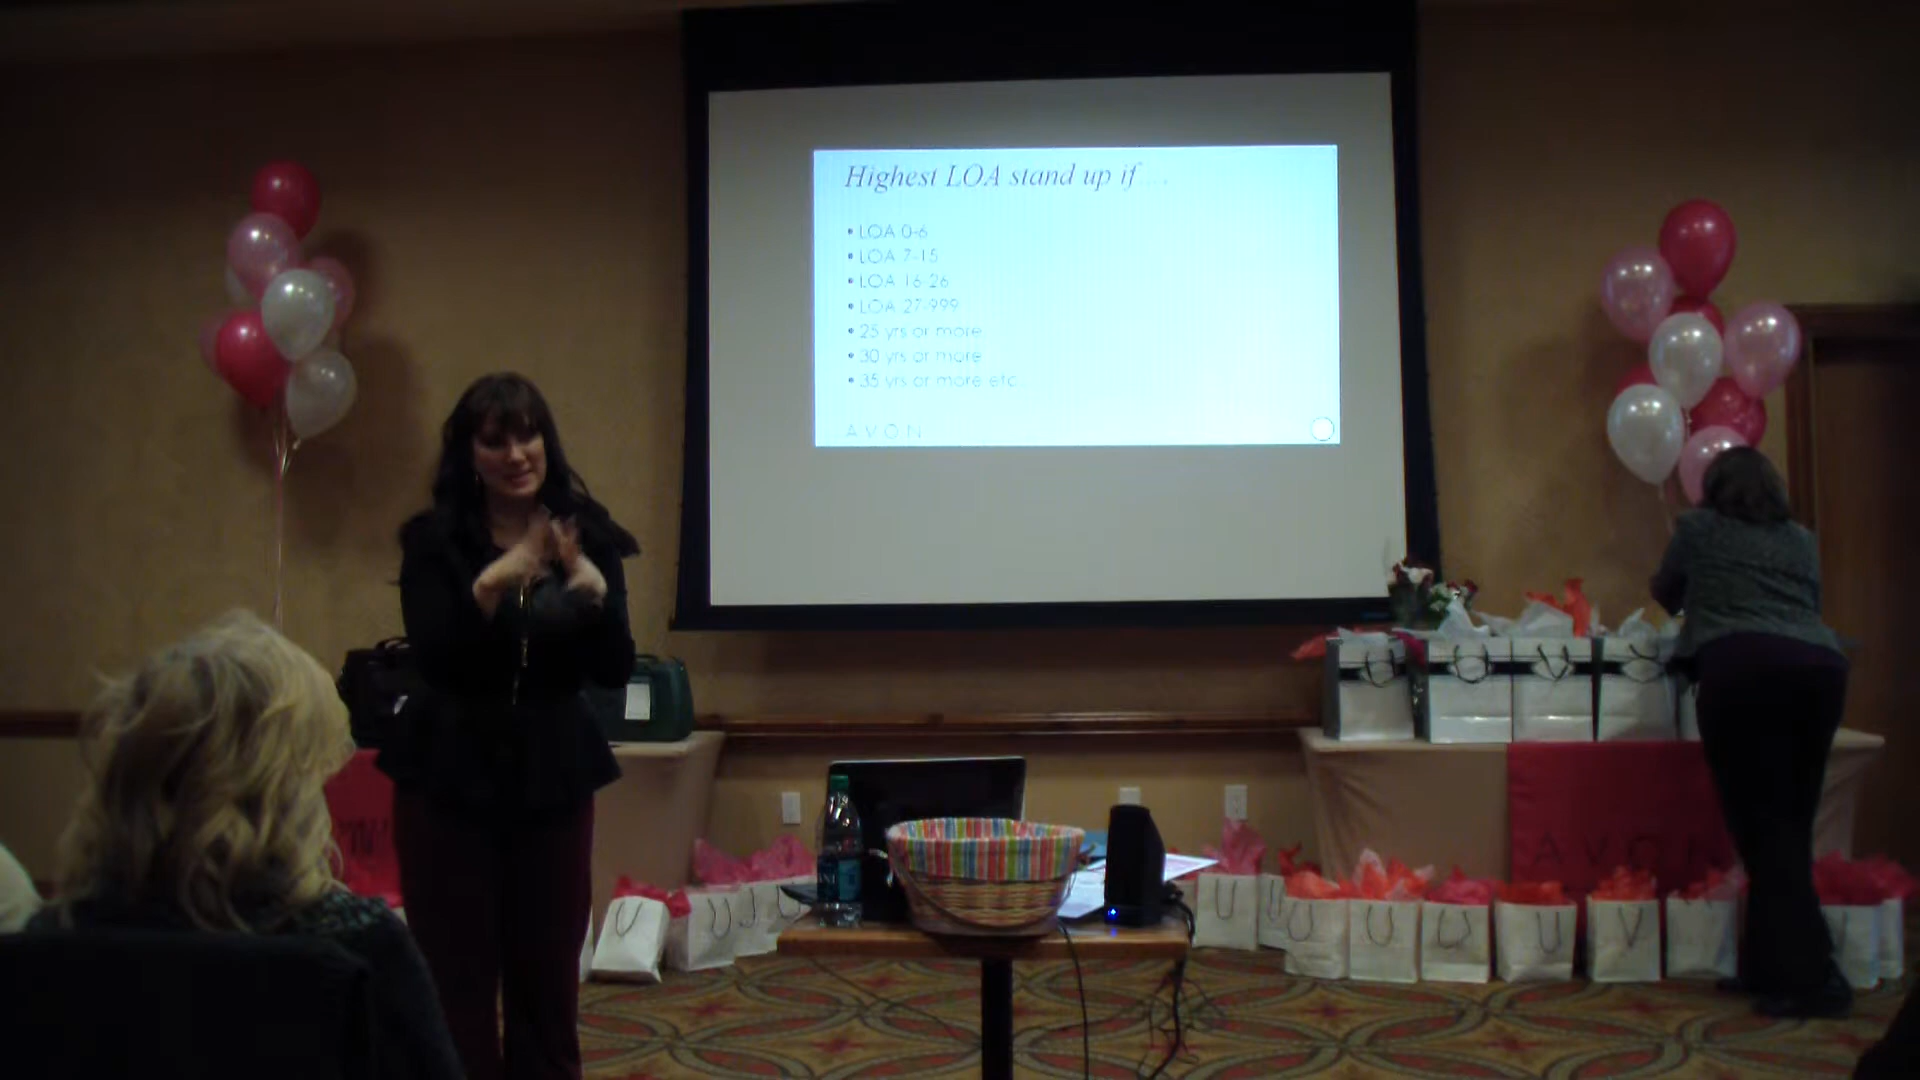 Highest LOA stand up if....
• LOA 0-6
• LOA 7-15
• LOA 16-26
• LOA 27-999
• 25 yrs or more
• 30 yrs or more
• 35 yrs or more etc
AVON
AVON